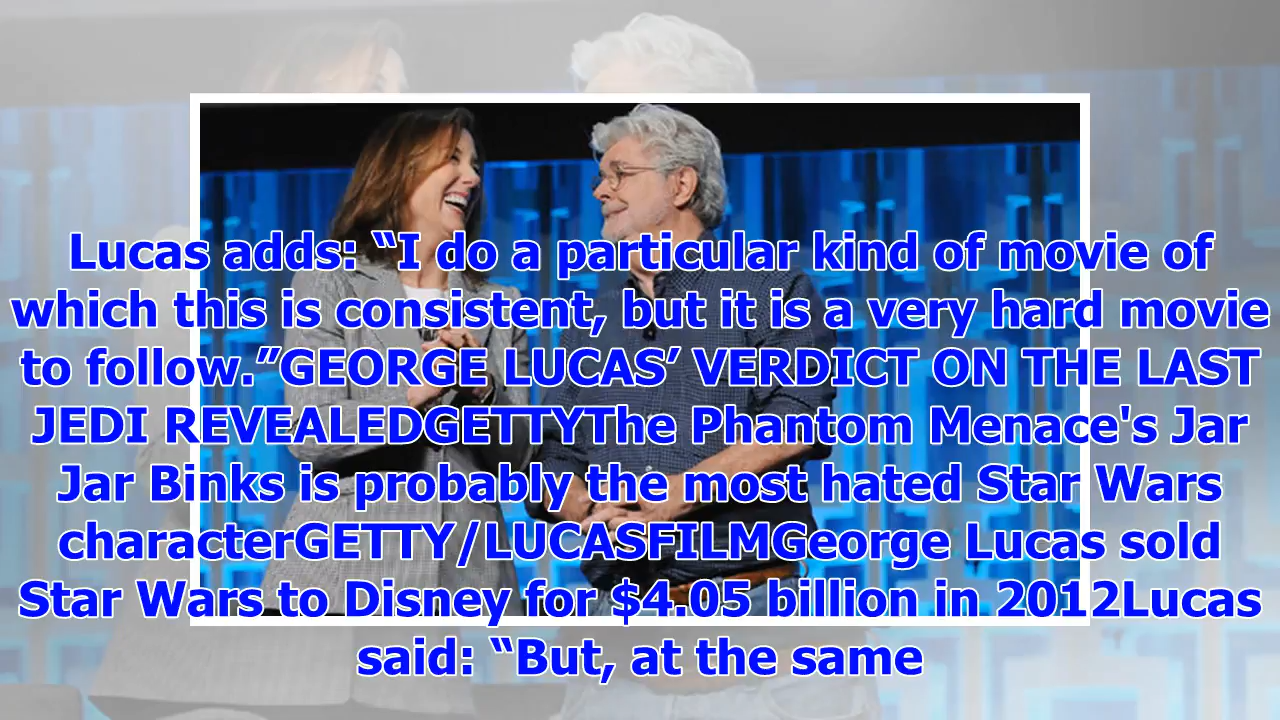 Lucas adds: “I do a particular kind of movie of
which this is consistent, but it is a very hard movie
to follow.”GEORGE LUCAS’ VERDICT ON THE LAST
JEDI REVEALEDGETTYThe Phantom Menace's Jar
Jar Binks is probably the most hated Star Wars
characterGETTY/LUCASFILMGeorge Lucas sold
Star Wars to Disney for $4.05 billion in 2012Lucas
said: “But, at the same